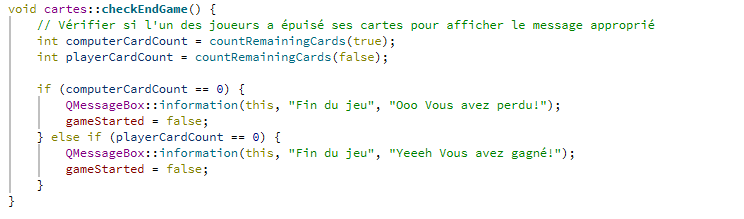 void cartes::checkEndGame() {
// Vérifier si l'un des joueurs a épuisé ses cartes pour afficher le message approprié
int computerCardCount = countRemainingCards(true);
int playerCardCount = countRemainingCards(false);
if (computerCardCount == 0) {
QMessageBox::information(this, "Fin du jeu", "Ooo Vous avez perdu!");
gameStarted = false;
} else if (playerCardCount == 0) {
QMessageBox::information(this, "Fin du jeu", "Yeeeh Vous avez gagné!");
gameStarted = false;
}
}